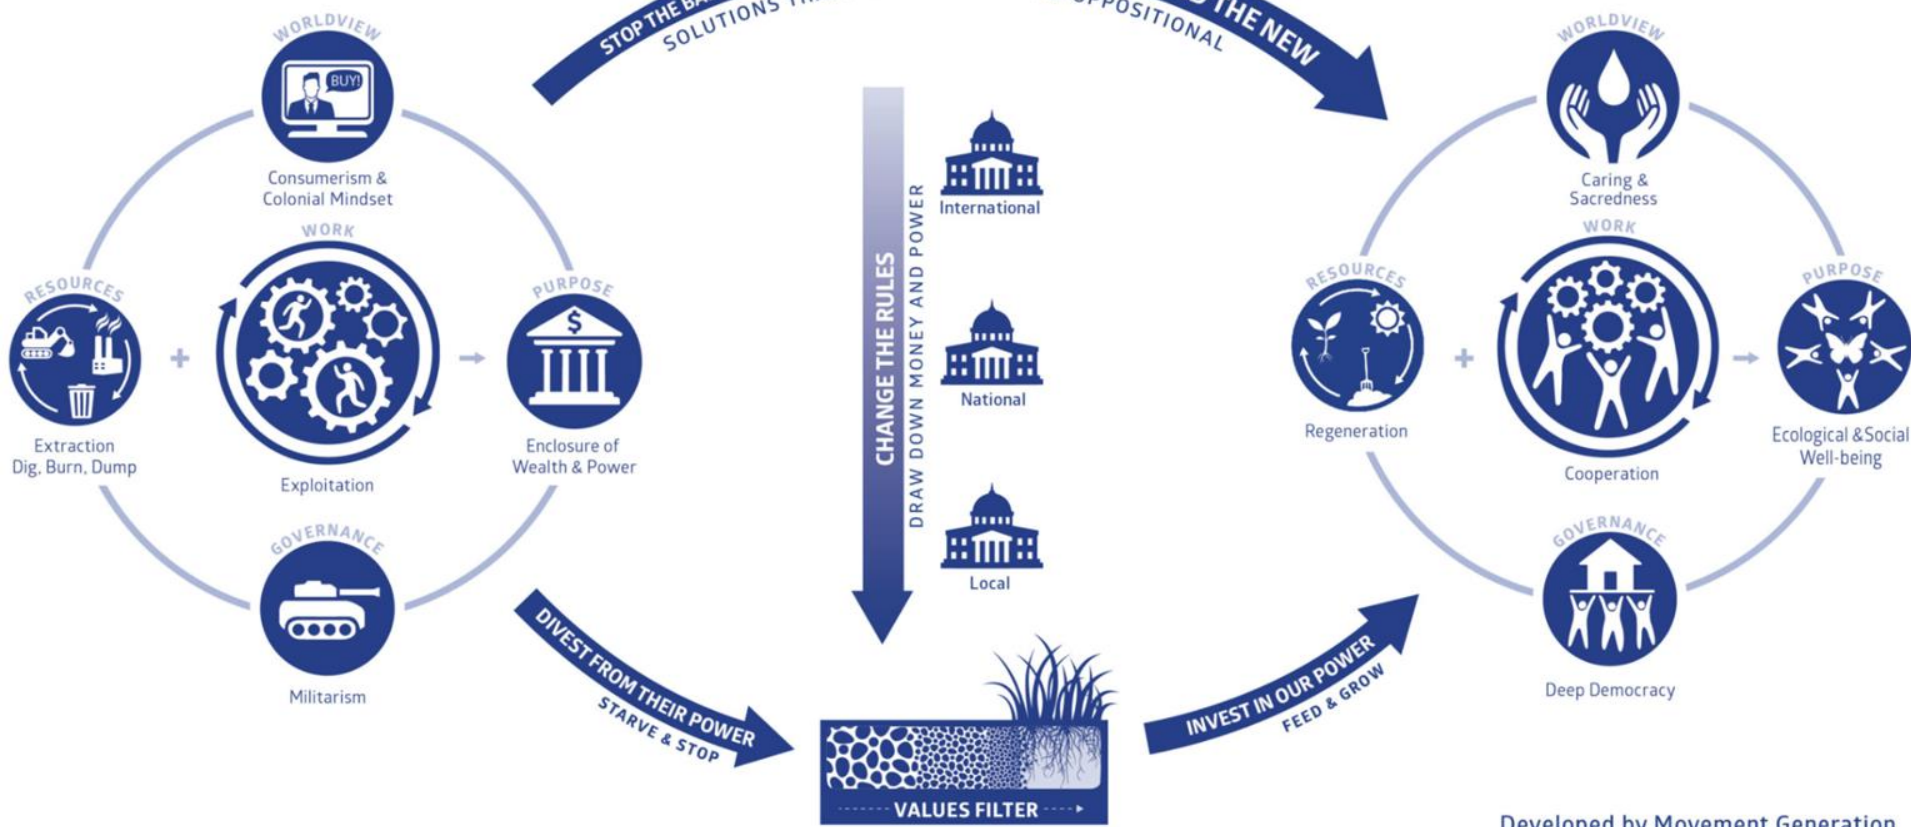 STOP THE
SOLUTIONS
OPPOSITIONAL
THE NEW
WORLDVIEW
BUY!
Consumerism &
Colonial Mindset
RESOURCES
Extraction
Dig, Burn, Dump
+
WORK
Exploitation
PURPOSE
$
Enclosure of
Wealth & Power
GOVERNANCE
Militarism
CHANGE THE RULES
DRAW DOWN MONEY AND POWER
International
National
Local
DIVEST FROM THEIR POWER
STARVE & STOP
VALUES FILTER
INVEST IN OUR POWER
FEED & GROW
WORLDVIEW
Caring &
Sacredness
RESOURCES
Regeneration
+
WORK
Cooperation
PURPOSE
Ecological & Social
Well-being
GOVERNANCE
Deep Democracy
Developed by Movement Generation